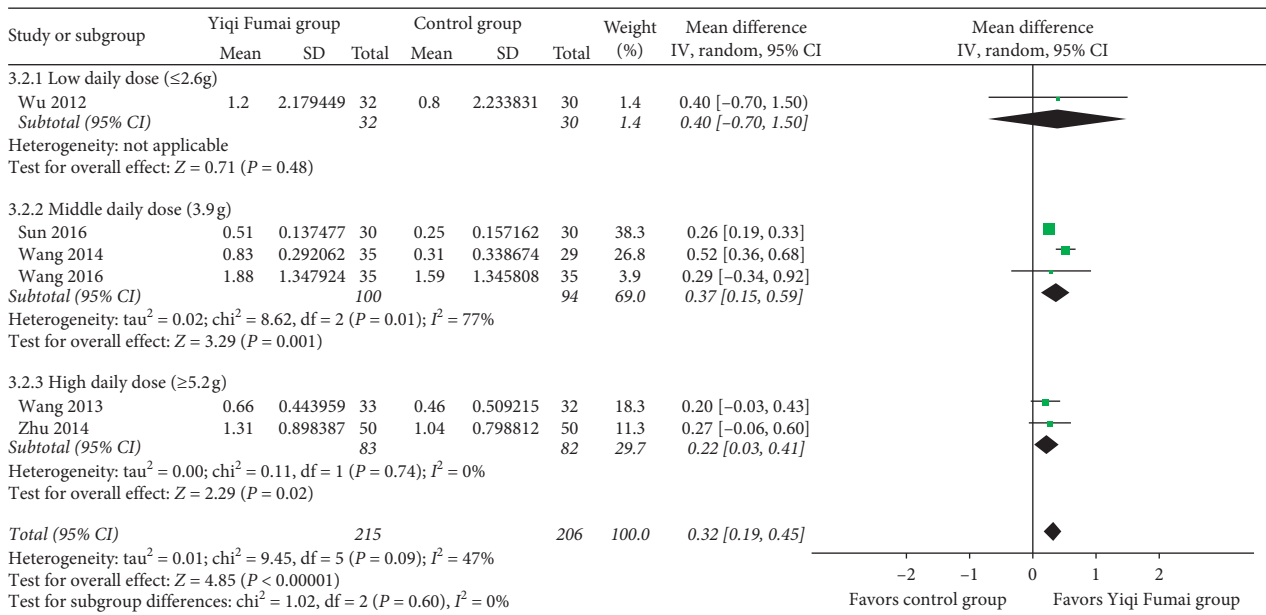 Study or subgroup Yiqi Fumai group Control group Weight (%) Mean difference IV, random, 95% CI Mean difference IV, random, 95% CI
Mean SD Total Mean SD Total
3.2.1 Low daily dose (≤2.6g)
Wu 2012 1.2 2.179449 32 0.8 2.233831 30 1.4 0.40 [–0.70, 1.50)
Subtotal (95% CI) 32 30 1.4 0.40 [–0.70, 1.50]
Heterogeneity: not applicable
Test for overall effect: Z = 0.71 (P = 0.48)
3.2.2 Middle daily dose (3.9g)
Sun 2016 0.51 0.137477 30 0.25 0.157162 30 38.3 0.26 [0.19, 0.33]
Wang 2014 0.83 0.292062 35 0.31 0.338674 29 26.8 0.52 [0.36, 0.68]
Wang 2016 1.88 1.347924 35 1.59 1.345808 35 3.9 0.29 [–0.34, 0.92]
Subtotal (95% CI) 100 94 69.0 0.37 [0.15, 0.59]
Heterogeneity: tau² = 0.02; chi² = 8.62, df = 2 (P = 0.01); I² = 77%
Test for overall effect: Z = 3.29 (P = 0.001)
3.2.3 High daily dose (≥5.2g)
Wang 2013 0.66 0.443959 33 0.46 0.509215 32 18.3 0.20 [–0.03, 0.43]
Zhu 2014 1.31 0.898387 50 1.04 0.798812 50 11.3 0.27 [–0.06, 0.60]
Subtotal (95% CI) 83 82 29.7 0.22 [0.03, 0.41]
Heterogeneity: tau² = 0.00; chi² = 0.11, df = 1 (P = 0.74); I² = 0%
Test for overall effect: Z = 2.29 (P = 0.02)
Total (95% CI) 215 206 100.0 0.32 [0.19, 0.45]
Heterogeneity: tau² = 0.01; chi² = 9.45, df = 5 (P = 0.09); I² = 47%
Test for overall effect: Z = 4.85 (P < 0.00001)
Test for subgroup differences: chi² = 1.02, df = 2 (P = 0.60), I² = 0%
–2 –1 0 1 2
Favors control group Favors Yiqi Fumai group